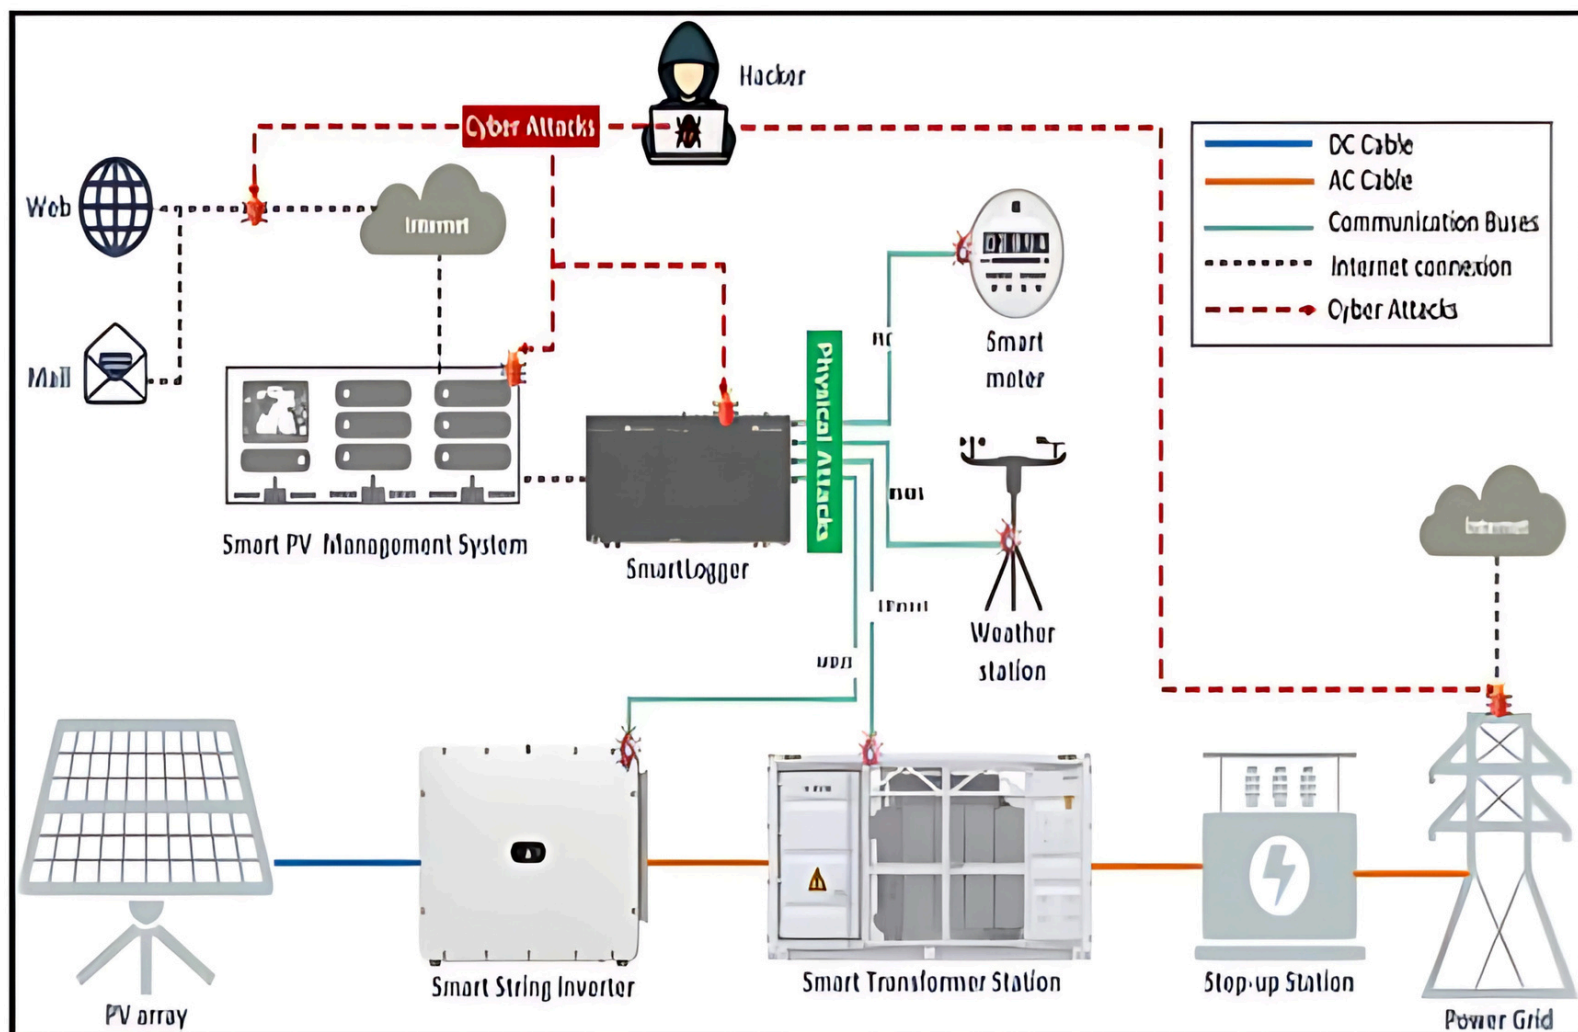 Hacker
Cyber Attacks
DC Cable
AC Cable
Communication Buses
Internet connexion
Cyber Attacks
Web
Mail
Smart
meter
Physical Attacks
Smart PV Management System
SmartLogger
Weather
station
PV array
Smart String Inverter
Smart Transformer Station
Step-up Station
Power Grid